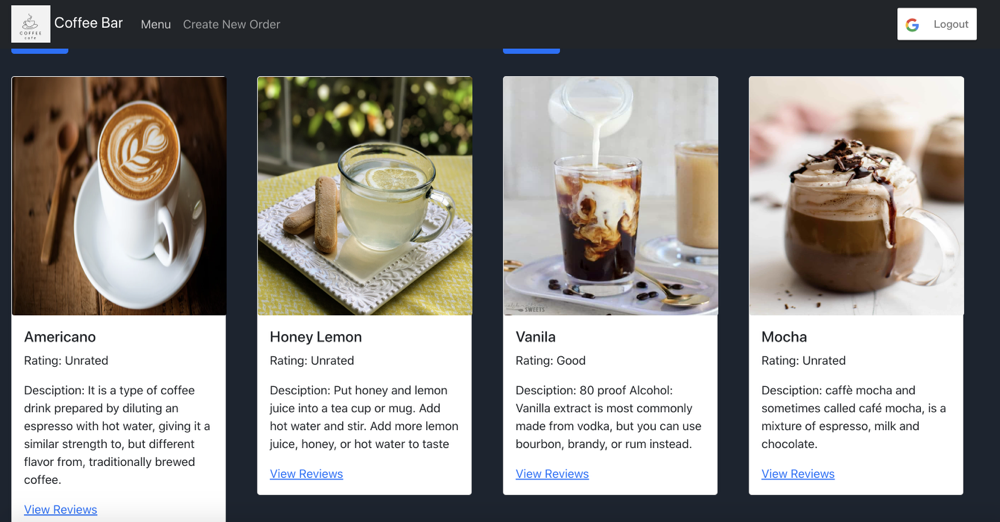 COFFEE
CAFE
Coffee Bar
Menu
Create New Order
Logout
Americano
Rating: Unrated
Desciption: It is a type of coffee
drink prepared by diluting an
espresso with hot water, giving it a
similar strength to, but different
flavor from, traditionally brewed
coffee.
View Reviews
Honey Lemon
Rating: Unrated
Desciption: Put honey and lemon
juice into a tea cup or mug. Add
hot water and stir. Add more lemon
juice, honey, or hot water to taste
View Reviews
SWEETS
Vanila
Rating: Good
Desciption: 80 proof Alcohol:
Vanilla extract is most commonly
made from vodka, but you can use
bourbon, brandy, or rum instead.
View Reviews
Mocha
Rating: Unrated
Desciption: caffè mocha and
sometimes called café mocha, is a
mixture of espresso, milk and
chocolate.
View Reviews